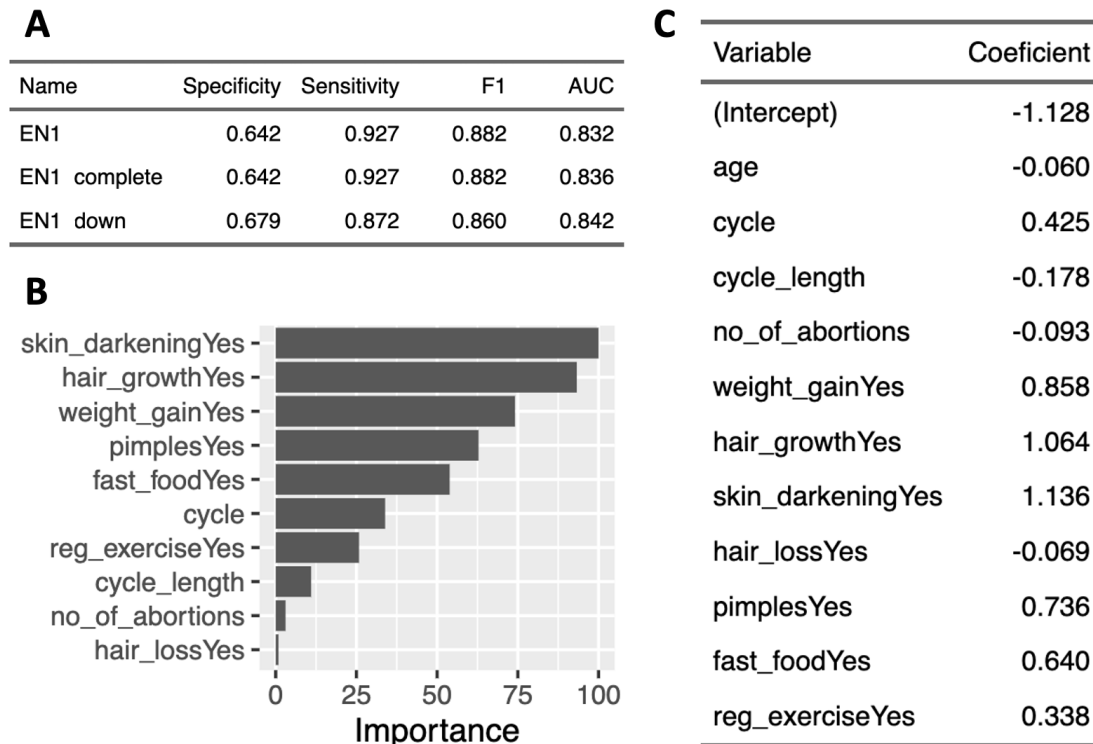 A
Name Specificity Sensitivity F1 AUC
EN1 0.642 0.927 0.882 0.832
EN1 complete 0.642 0.927 0.882 0.836
EN1 down 0.679 0.872 0.860 0.842
B
skin_darkeningYes
hair_growthYes
weight_gainYes
pimplesYes
fast_foodYes
cycle
reg_exerciseYes
cycle_length
no_of_abortions
hair_lossYes
0 25 50 75 100
Importance
C
Variable Coeficient
(Intercept) -1.128
age -0.060
cycle 0.425
cycle_length -0.178
no_of_abortions -0.093
weight_gainYes 0.858
hair_growthYes 1.064
skin_darkeningYes 1.136
hair_lossYes -0.069
pimplesYes 0.736
fast_foodYes 0.640
reg_exerciseYes 0.338